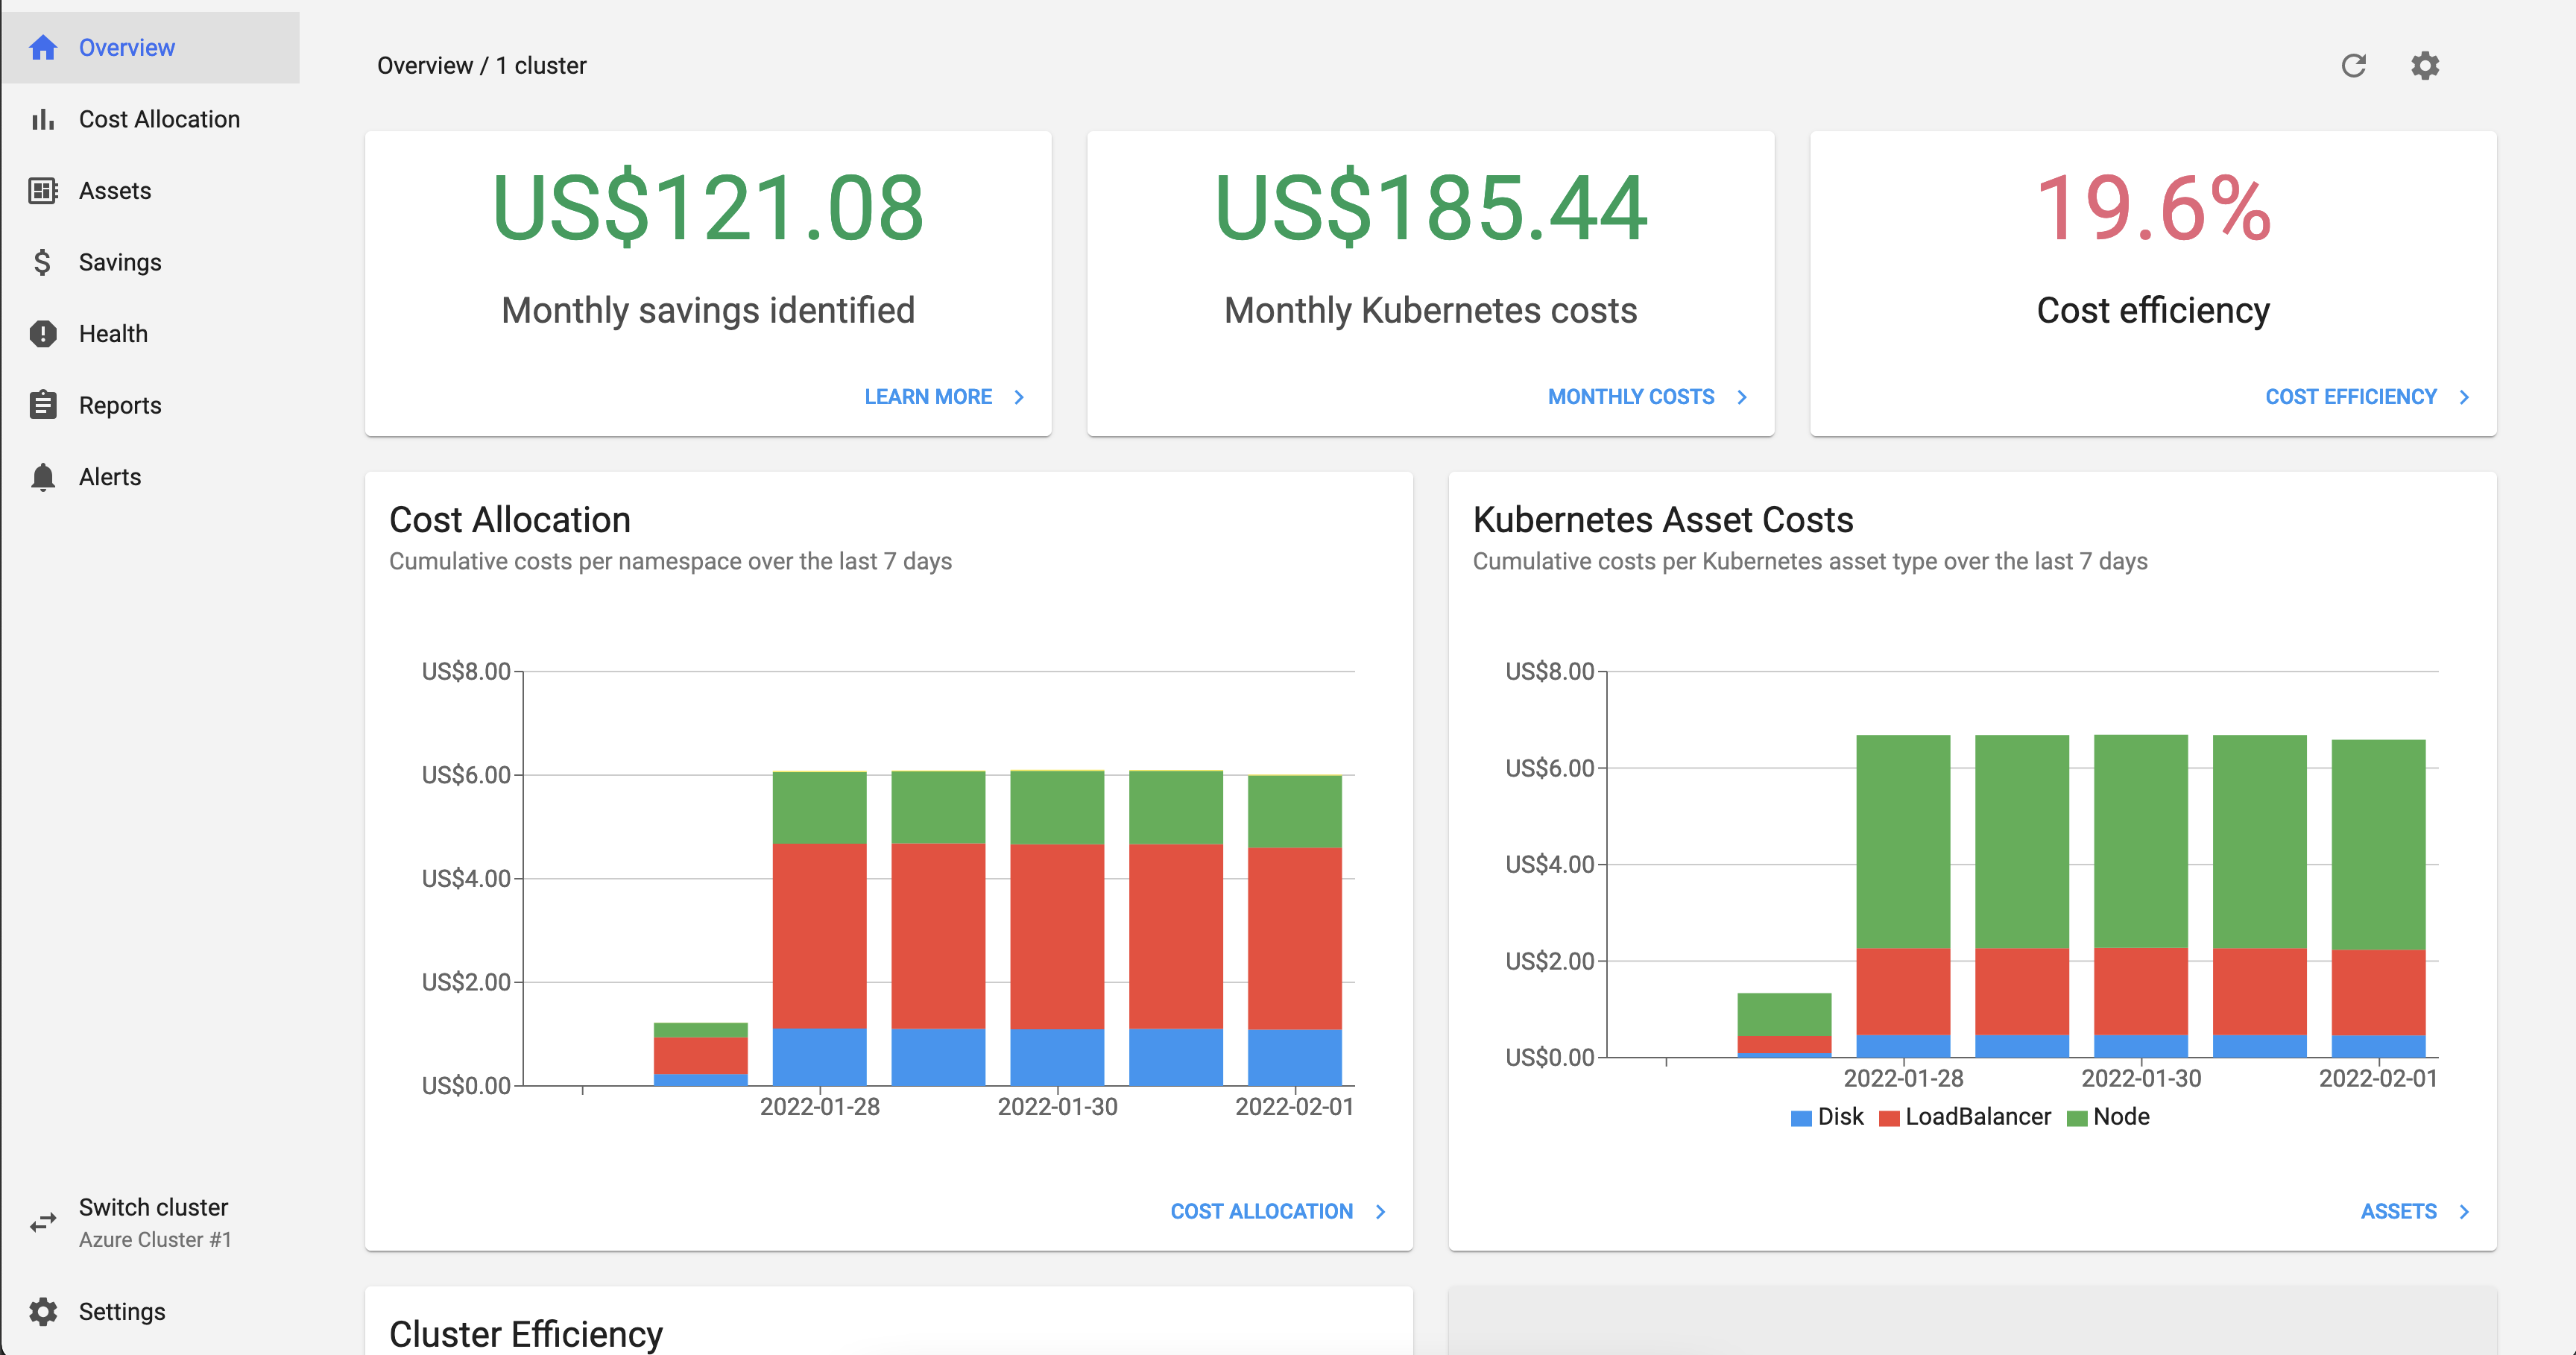 Overview
Cost Allocation
Assets
Savings
Health
Reports
Alerts
Switch cluster
Azure Cluster #1
Settings
Overview / 1 cluster
US$121.08
Monthly savings identified
LEARN MORE
US$185.44
Monthly Kubernetes costs
MONTHLY COSTS
19.6%
Cost efficiency
COST EFFICIENCY
Cost Allocation
Cumulative costs per namespace over the last 7 days
US$8.00
US$6.00
US$4.00
US$2.00
US$0.00
2022-01-28 2022-01-30 2022-02-01
COST ALLOCATION
Kubernetes Asset Costs
Cumulative costs per Kubernetes asset type over the last 7 days
US$8.00
US$6.00
US$4.00
US$2.00
US$0.00
2022-01-28 2022-01-30 2022-02-01
Disk LoadBalancer Node
ASSETS
Cluster Efficiency